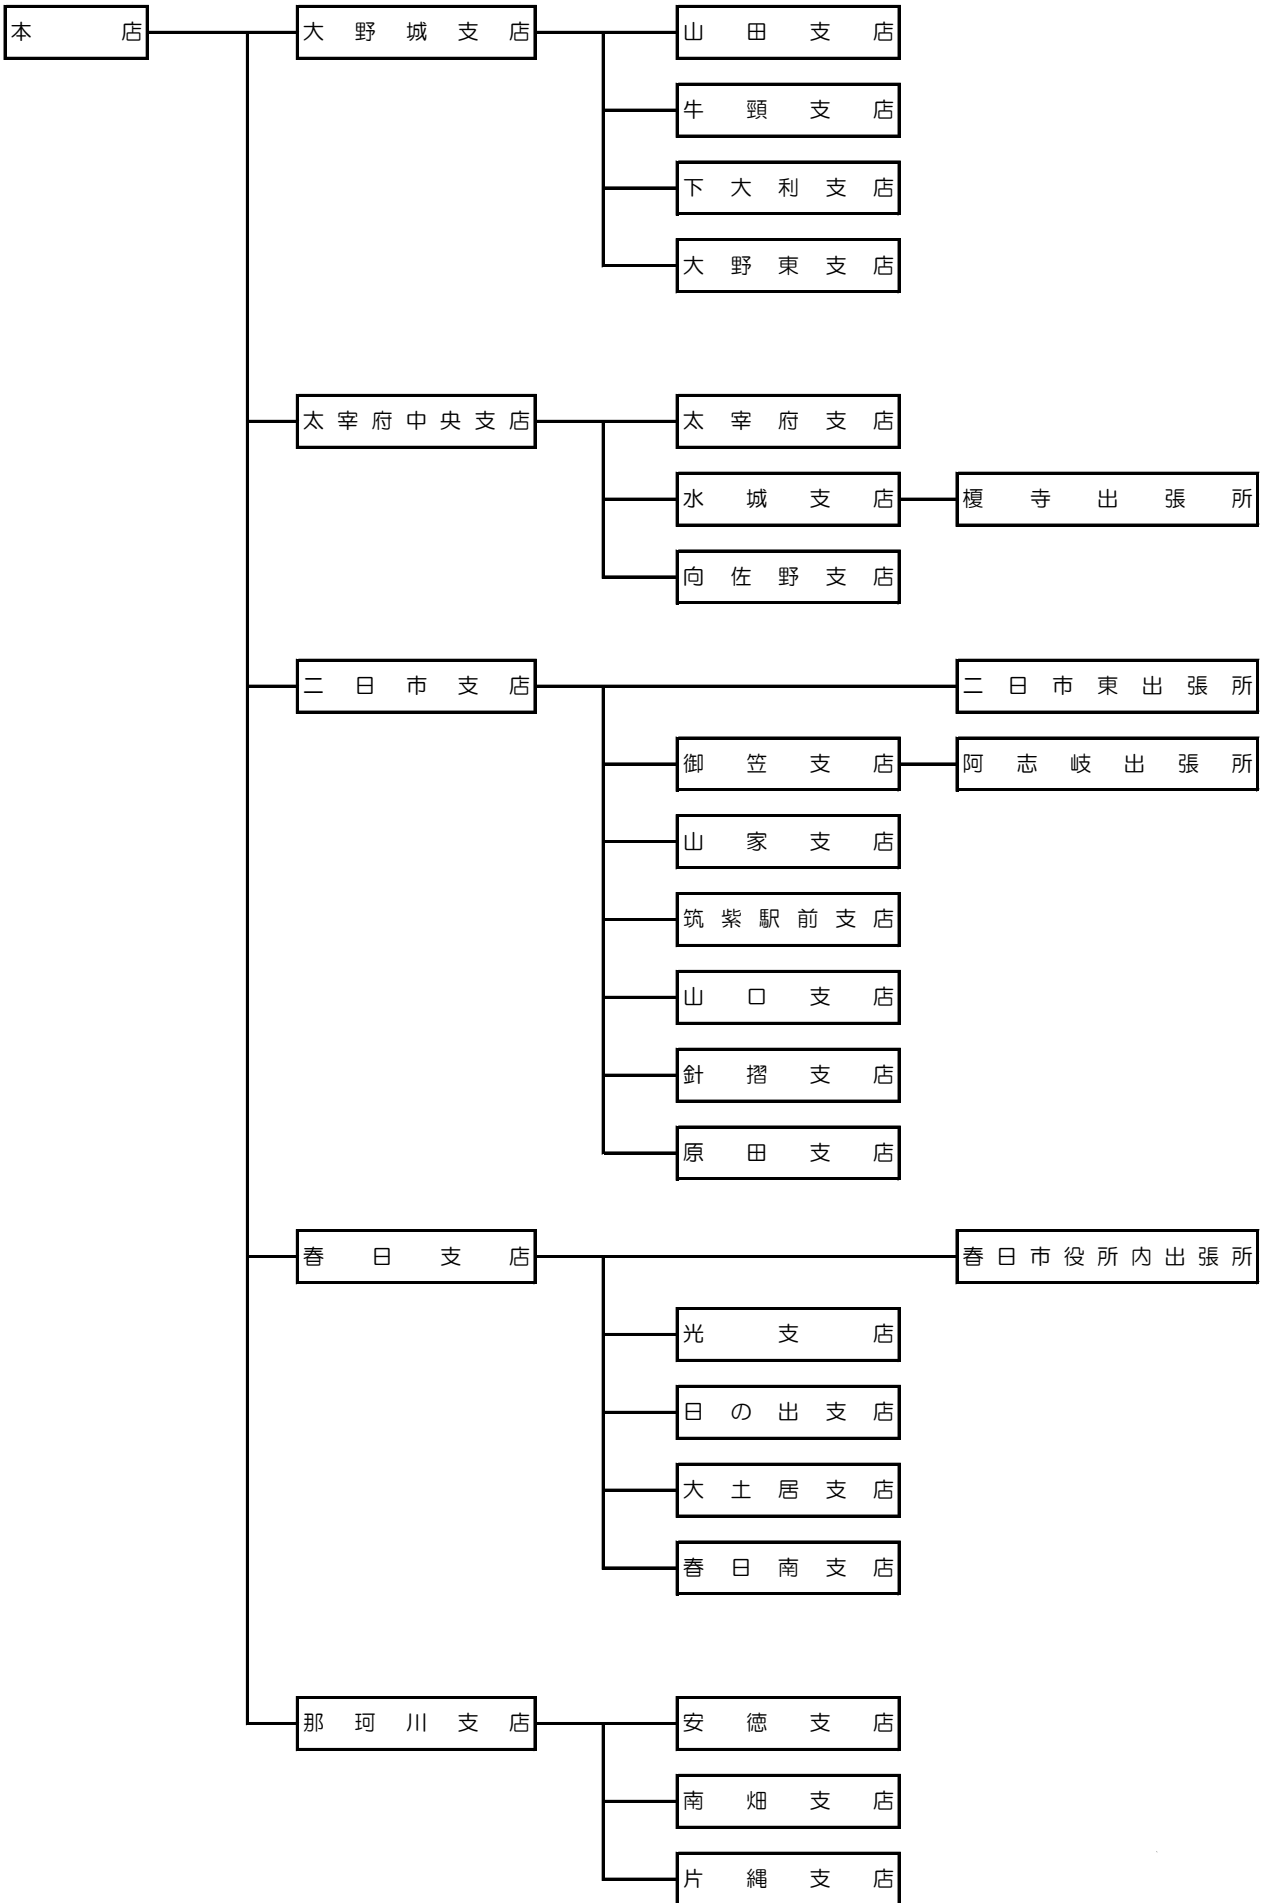 本店 大野城支店 山田支店
牛頸支店
下大利支店
大野東支店
太宰府中央支店 太宰府支店
水城支店 榎寺出張所
向佐野支店
二日市支店 二日市東出張所
御笠支店 阿志岐出張所
山家支店
筑紫駅前支店
山口支店
針摺支店
原田支店
春日支店 春日市役所内出張所
光支店
日の出支店
大土居支店
春日南支店
那珂川支店 安徳支店
南畑支店
片縄支店